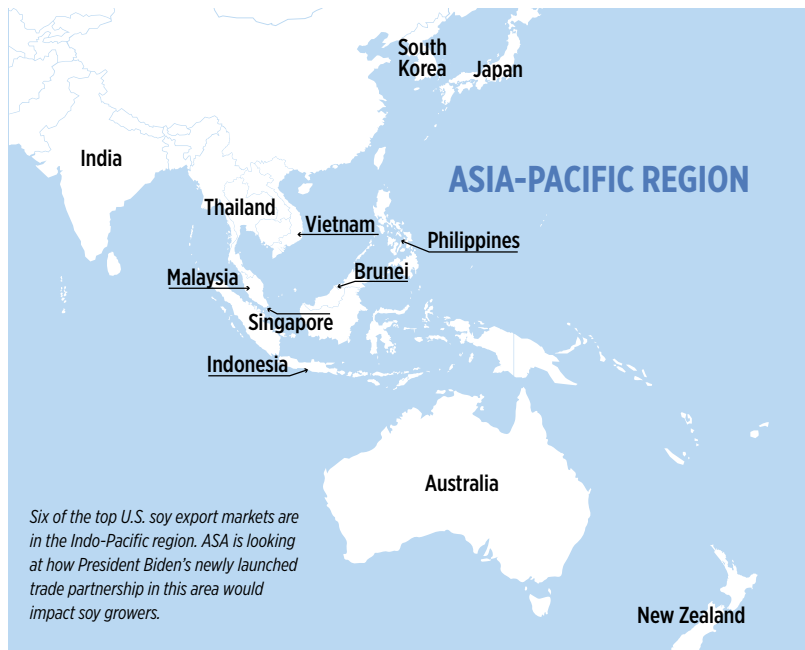 South
Korea
Japan
India
ASIA-PACIFIC REGION
Thailand
Vietnam
Philippines
Malaysia
Brunei
Singapore
Indonesia
Australia
Six of the top U.S. soy export markets are
in the Indo-Pacific region. ASA is looking
at how President Biden’s newly launched
trade partnership in this area would
impact soy growers.
New Zealand